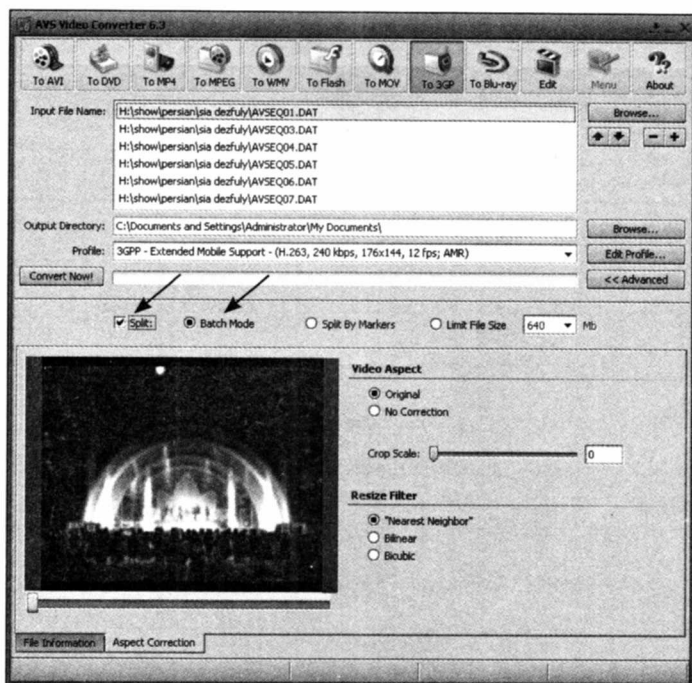 AVS Video Converter 6.3
To AVI To DVD To MP4 To MPEG To WMV To Flash To MOV To 3GP To Blu-ray Edit Menu About
Input File Name: H:\show\persian\sia dezfuly\AVSEQ01.DAT Browse...
H:\show\persian\sia dezfuly\AVSEQ03.DAT
H:\show\persian\sia dezfuly\AVSEQ04.DAT
H:\show\persian\sia dezfuly\AVSEQ05.DAT
H:\show\persian\sia dezfuly\AVSEQ06.DAT
H:\show\persian\sia dezfuly\AVSEQ07.DAT
Output Directory: C:\Documents and Settings\Administrator\My Documents\ Browse...
Profile: 3GPP - Extended Mobile Support - (H.263, 240 kbps, 176x144, 12 fps; AMR) Edit Profile...
Convert Now! << Advanced
Split: Batch Mode Split By Markers Limit File Size 640 Mb
Video Aspect
Original
No Correction
Crop Scale: 0
Resize Filter
"Nearest Neighbor"
Bilinear
Bicubic
File Information Aspect Correction